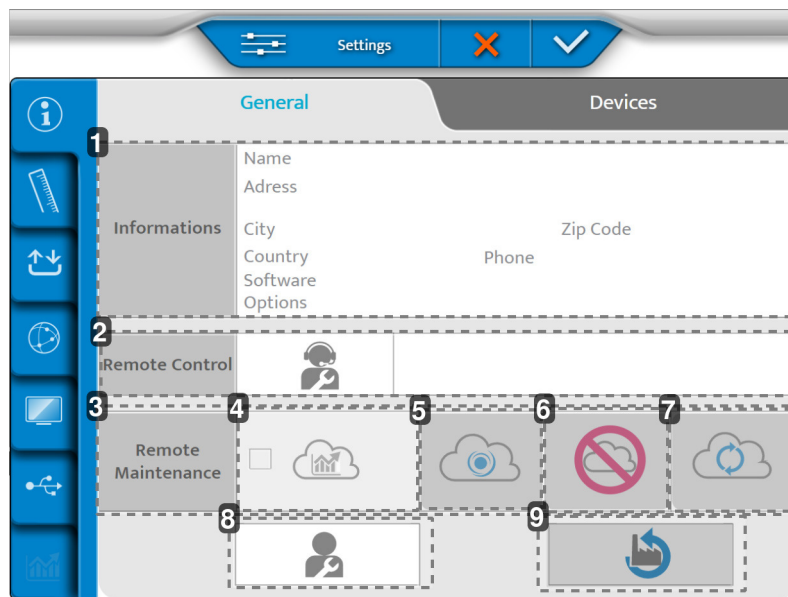 Settings
General Devices
1
Informations
Name
Adress
City Zip Code
Country Phone
Software
Options
2
Remote Control
3 4 5 6 7
Remote
Maintenance
8 9